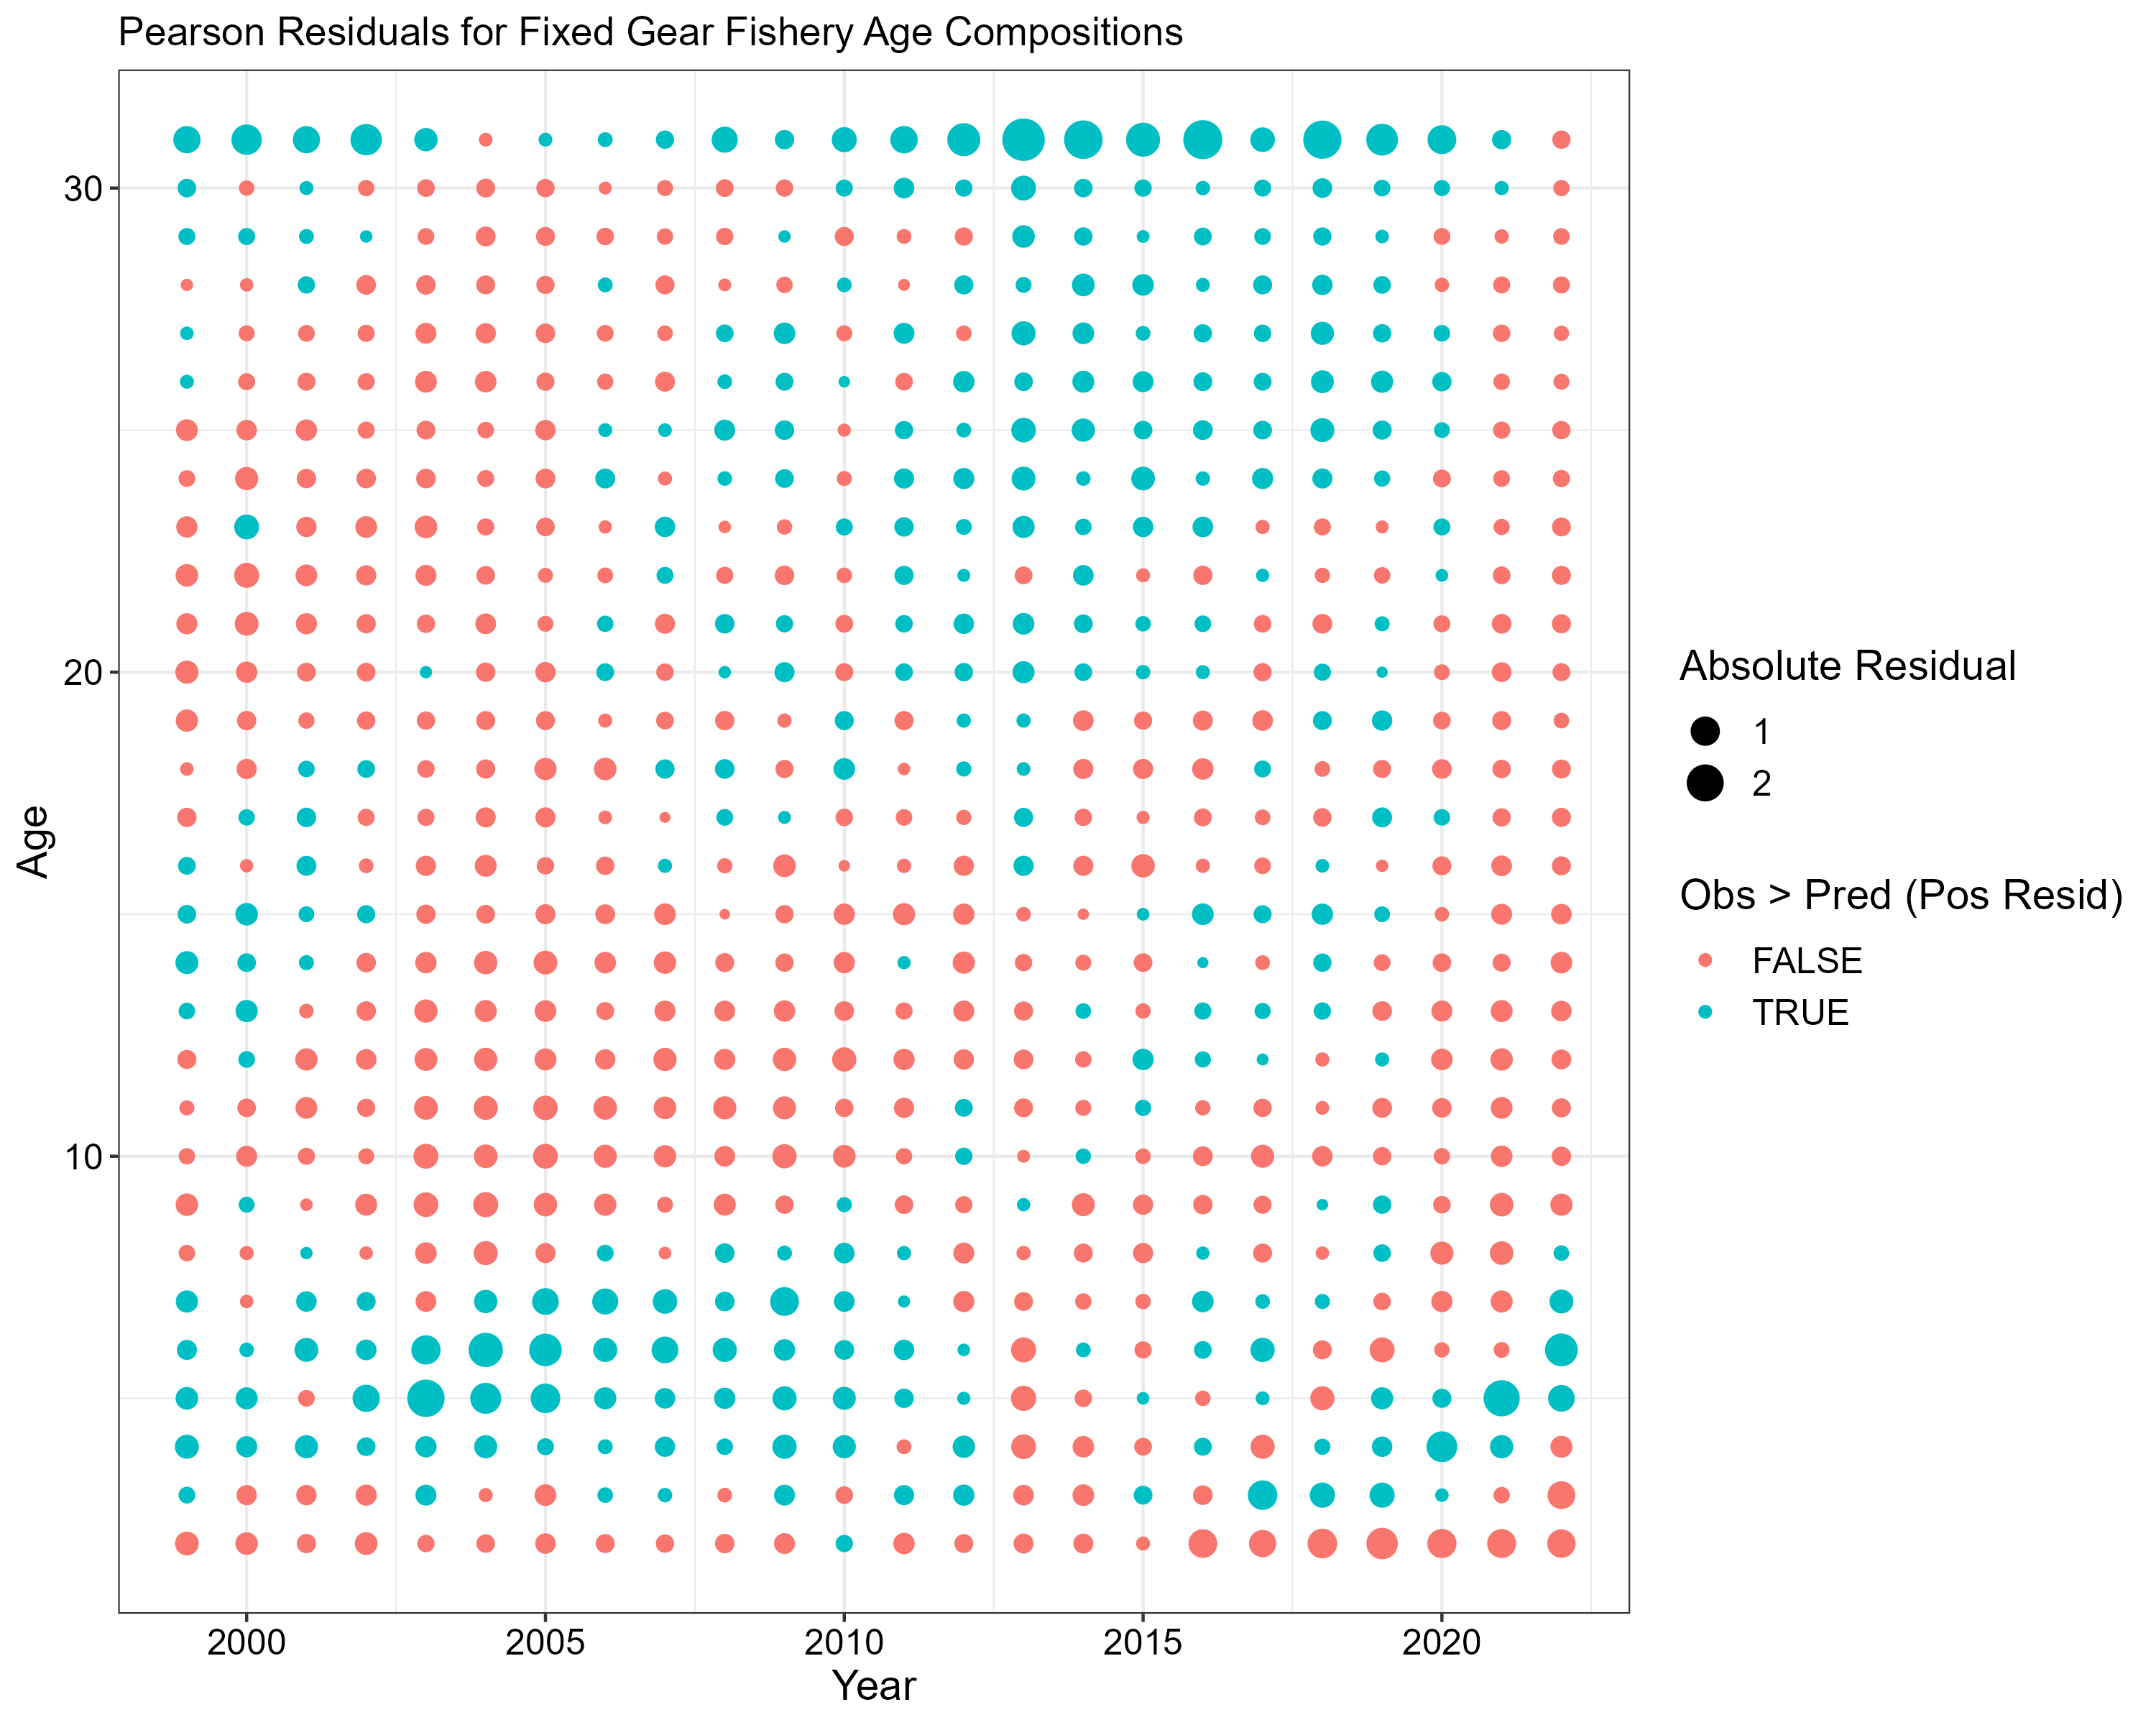 Pearson Residuals for Fixed Gear Fishery Age Compositions
30
20
10
Age
2000 2005 2010 2015 2020
Year
Absolute Residual
1
2
Obs > Pred (Pos Resid)
FALSE
TRUE